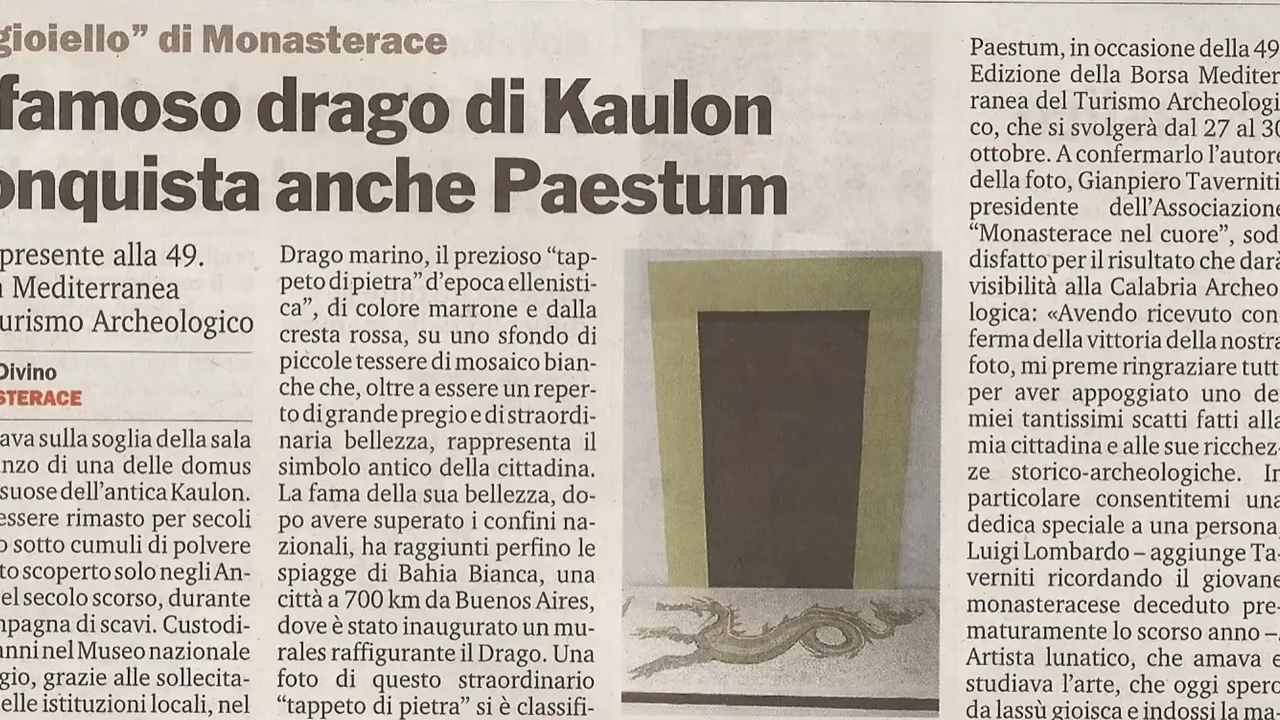 gioiello” di Monasterace
famoso drago di Kaulon
onquista anche Paestum
presente alla 49.
Mediterranea
urismo Archeologico
Divino
STERACE
ava sulla soglia della sala
nzo di una delle domus
suose dell’antica Kaulon.
essere rimasto per secoli
o sotto cumuli di polvere
to scoperto solo negli An-
el secolo scorso, durante
mpagna di scavi. Custodi-
anni nel Museo nazionale
gio, grazie alle sollecita-
elle istituzioni locali, nel
Drago marino, il prezioso “tap-
peto di pietra” d’epoca ellenisti-
ca”, di colore marrone e dalla
cresta rossa, su uno sfondo di
piccole tessere di mosaico bian-
che che, oltre a essere un reper-
to di grande pregio e di straordi-
naria bellezza, rappresenta il
simbolo antico della cittadina.
La fama della sua bellezza, do-
po avere superato i confini na-
zionali, ha raggiunti perfino le
spiagge di Bahia Bianca, una
città a 700 km da Buenos Aires,
dove è stato inaugurato un mu-
rales raffigurante il Drago. Una
foto di questo straordinario
“tappeto di pietra” si è classifi-
Paestum, in occasione della 49
Edizione della Borsa Mediter
ranea del Turismo Archeologi
co, che si svolgerà dal 27 al 30
ottobre. A confermarlo l’autore
della foto, Gianpiero Taverniti
presidente dell’Associazione
“Monasterace nel cuore”, sod
disfatto per il risultato che darà
visibilità alla Calabria Archeo
logica: «Avendo ricevuto con
ferma della vittoria della nostra
foto, mi preme ringraziare tutt
per aver appoggiato uno de
miei tantissimi scatti fatti alla
mia cittadina e alle sue ricchez-
ze storico-archeologiche. In
particolare consentitemi una
dedica speciale a una persona
Luigi Lombardo – aggiunge Ta
verniti ricordando il giovane
monasteracese deceduto pre-
maturamente lo scorso anno –
Artista lunatico, che amava e
studiava l’arte, che oggi spero
da lassù gioisca e indossi la ma-